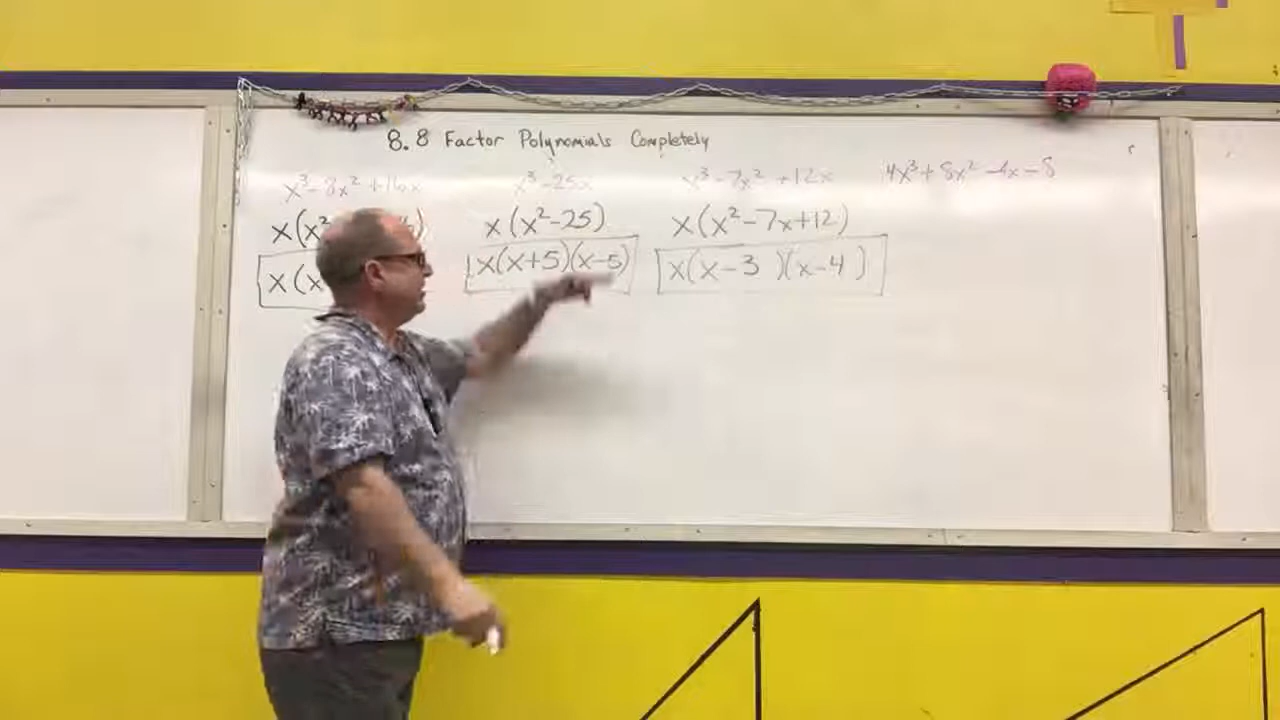 8.8 Factor Polynomials Completely
x³-8x²+16x
x(x²
x(x
x³-25x
x(x²-25)
x(x+5)(x-5)
x³-7x²+12x
x(x²-7x+12)
x(x-3 )(x-4 )
4x³+8x²-4x-8